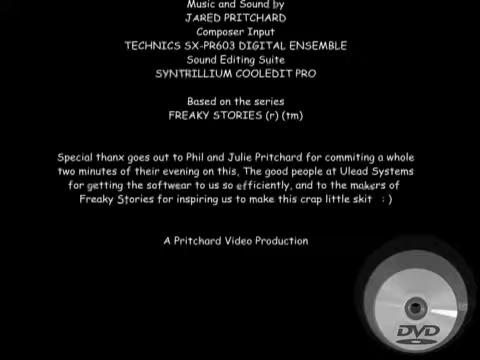 Music and Sound by
JARED PRITCHARD
Composer Input
TECHNICS SX-PR603 DIGITAL ENSEMBLE
Sound Editing Suite
SYNTRILLIUM COOLEDIT PRO
Based on the series
FREAKY STORIES (r) (tm)
Special thanx goes out to Phil and Julie Pritchard for commiting a whole
two minutes of their evening on this, The good people at Ulead Systems
for getting the softwear to us so efficiently, and to the makers of
Freaky Stories for inspiring us to make this crap little skit  : )
A Pritchard Video Production
DVD